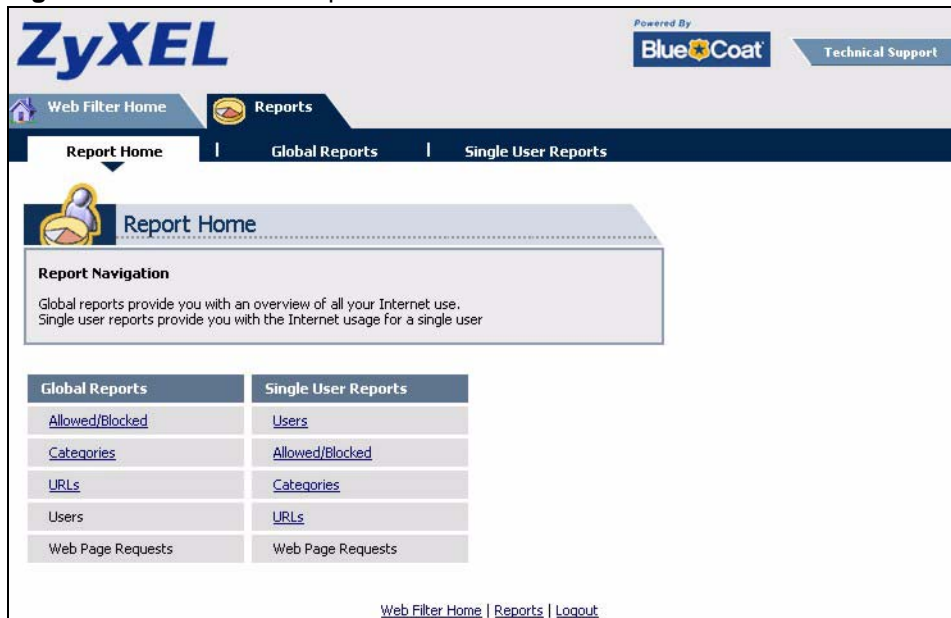 ZyXEL
Powered By
Blue Coat
Technical Support
Web Filter Home
Reports
Report Home | Global Reports | Single User Reports
Report Home
Report Navigation
Global reports provide you with an overview of all your Internet use.
Single user reports provide you with the Internet usage for a single user
Global Reports Single User Reports
Allowed/Blocked Users
Categories Allowed/Blocked
URLs Categories
Users URLs
Web Page Requests Web Page Requests
Web Filter Home | Reports | Logout